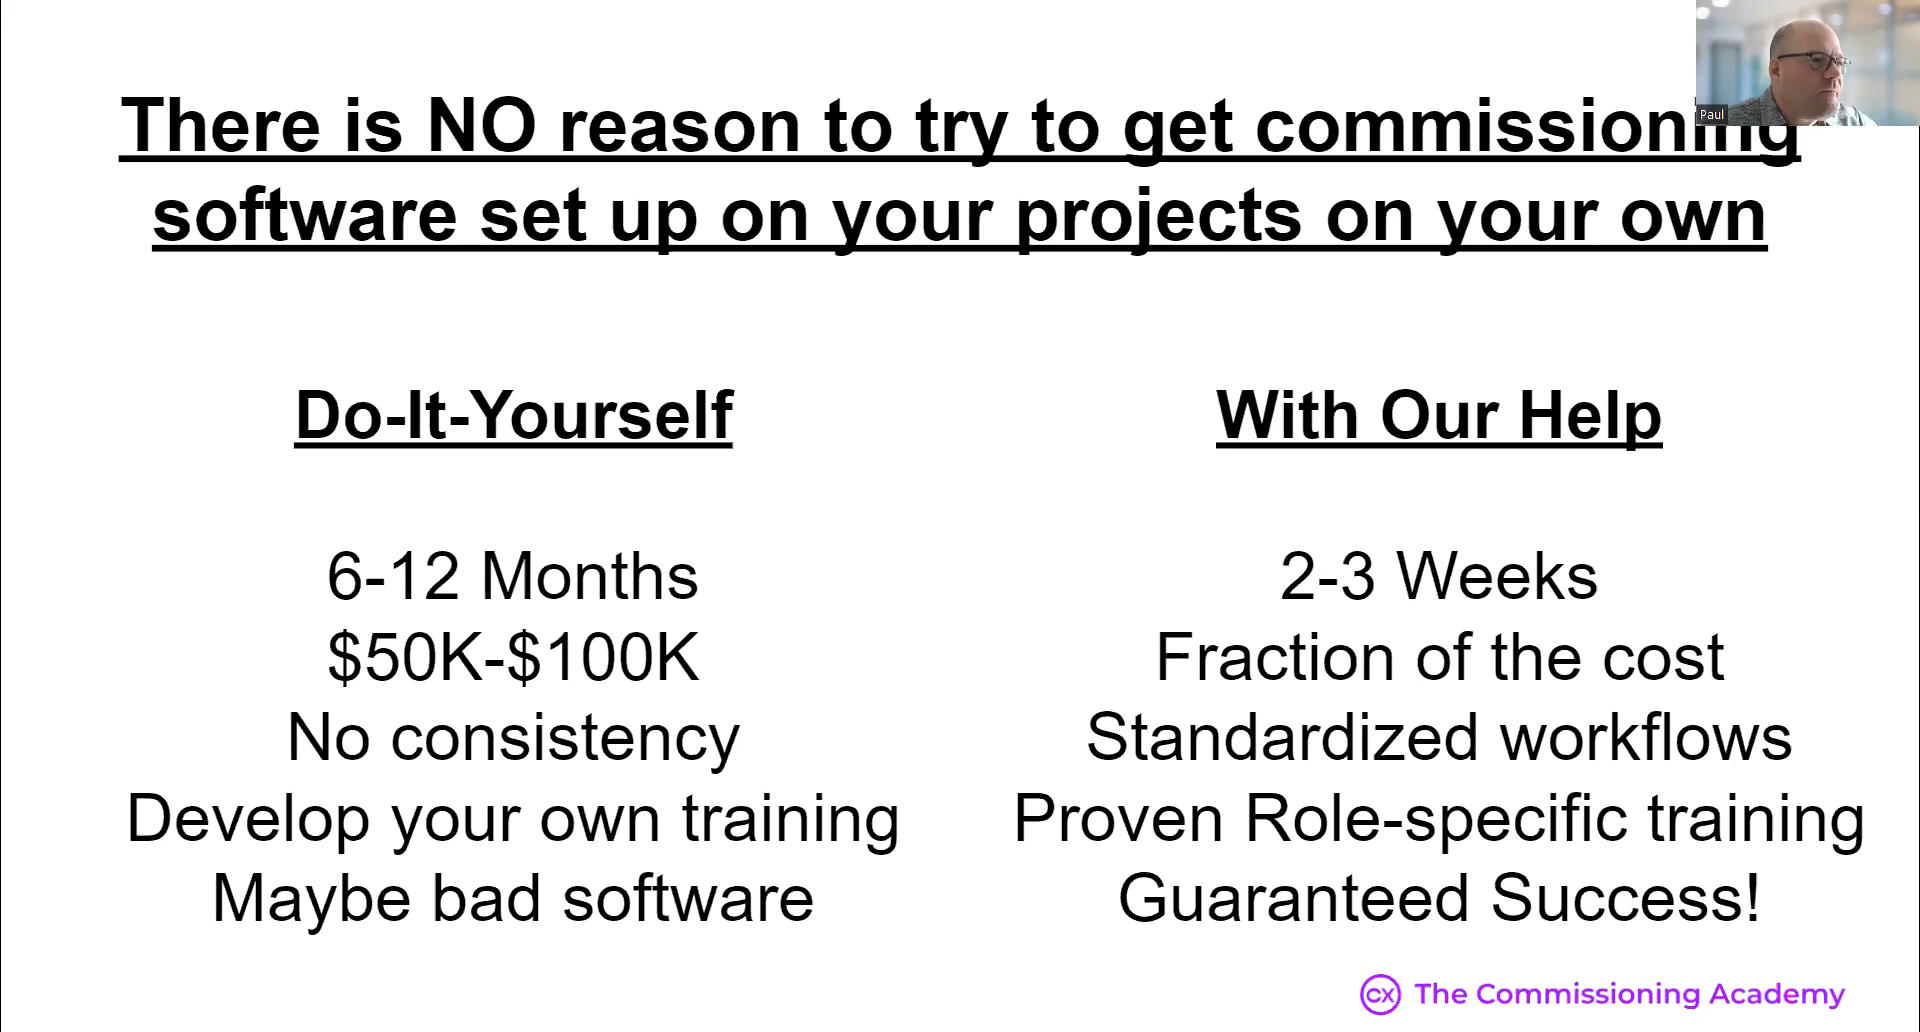 There is NO reason to try to get commissioning
software set up on your projects on your own
Paul
Do-It-Yourself
6-12 Months
$50K-$100K
No consistency
Develop your own training
Maybe bad software
With Our Help
2-3 Weeks
Fraction of the cost
Standardized workflows
Proven Role-specific training
Guaranteed Success!
cx The Commissioning Academy